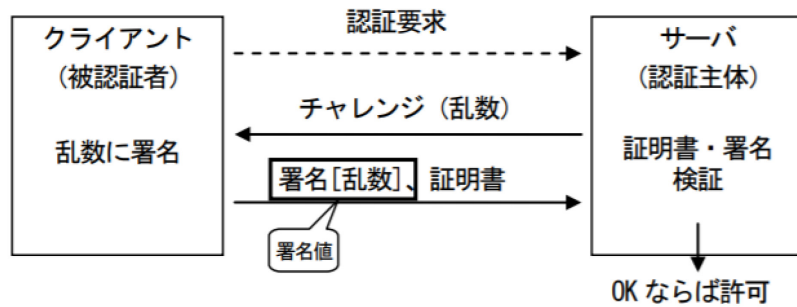 クライアント
(被認証者)
乱数に署名
認証要求
チャレンジ(乱数)
署名[乱数]、証明書
署名値
サーバ
(認証主体)
証明書・署名
検証
OKならば許可